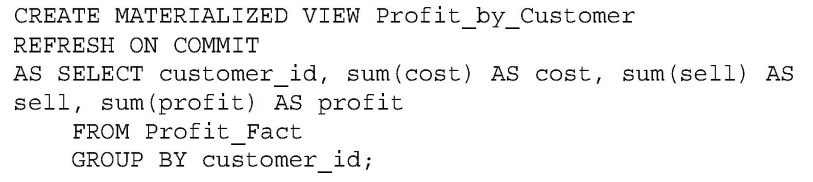 CREATE MATERIALIZED VIEW Profit_by_Customer
REFRESH ON COMMIT
AS SELECT customer_id, sum(cost) AS cost, sum(sell) AS
sell, sum(profit) AS profit
FROM Profit_Fact
GROUP BY customer_id;